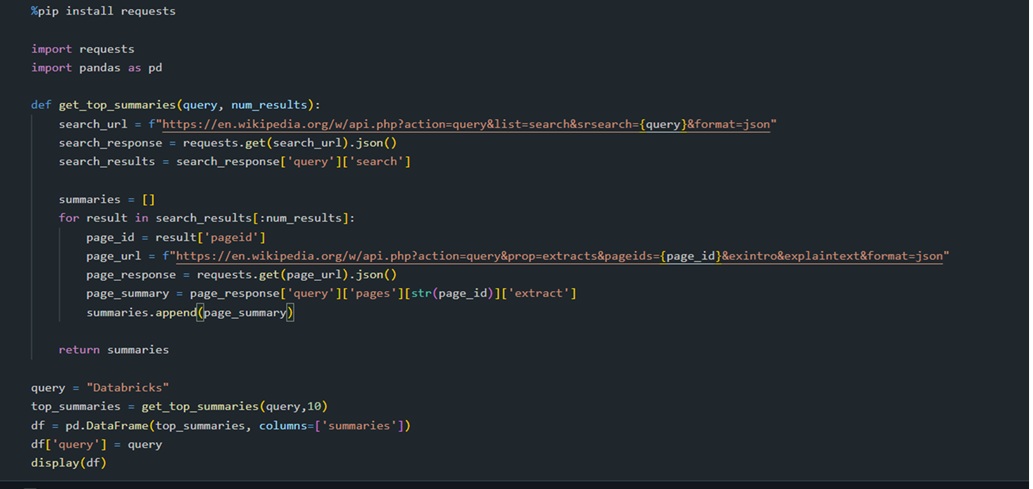 %pip install requests
import requests
import pandas as pd
def get_top_summaries(query, num_results):
search_url = f"https://en.wikipedia.org/w/api.php?action=query&list=search&srsearch={query}&format=json"
search_response = requests.get(search_url).json()
search_results = search_response['query']['search']
summaries = []
for result in search_results[:num_results]:
page_id = result['pageid']
page_url = f"https://en.wikipedia.org/w/api.php?action=query&prop=extracts&pageids={page_id}&exintro&explaintext&format=json"
page_response = requests.get(page_url).json()
page_summary = page_response['query']['pages'][str(page_id)]['extract']
summaries.append(page_summary)
return summaries
query = "Databricks"
top_summaries = get_top_summaries(query,10)
df = pd.DataFrame(top_summaries, columns=['summaries'])
df['query'] = query
display(df)